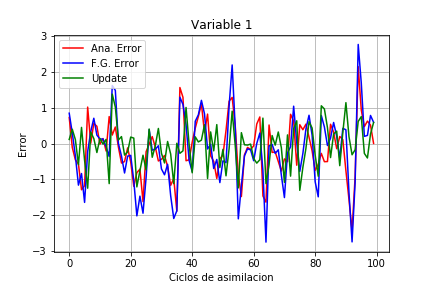 Variable 1
Ana. Error
F.G. Error
Update
3
2
1
0
−1
−2
−3
Error
0
20
40
60
80
100
Ciclos de asimilacion